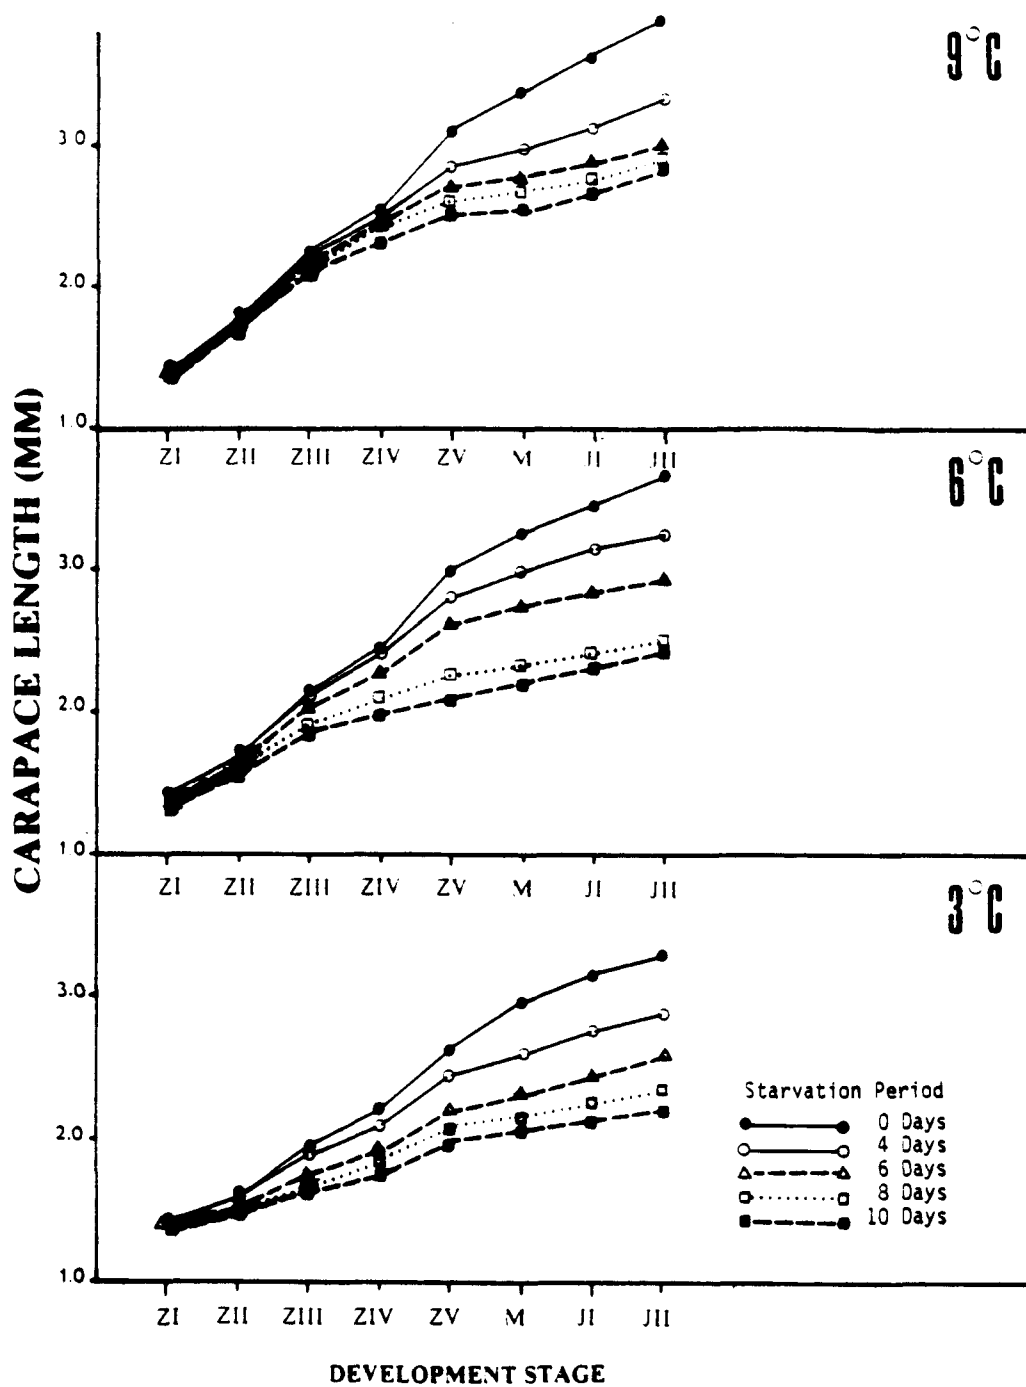 9°C
3.0
2.0
1.0
ZI ZII ZIII ZIV ZV M JI JII
6°C
3.0
2.0
1.0
ZI ZII ZIII ZIV ZV M JI JII
3°C
3.0
2.0
1.0
ZI ZII ZIII ZIV ZV M JI JII
CARAPACE LENGTH (MM)
Starvation Period
0 Days
4 Days
6 Days
8 Days
10 Days
DEVELOPMENT STAGE